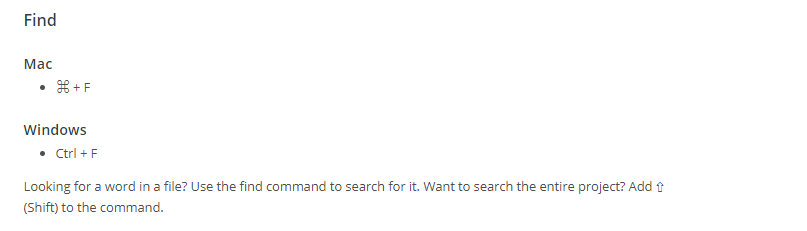 Find
Mac
• ⌘ + F
Windows
• Ctrl + F
Looking for a word in a file? Use the find command to search for it. Want to search the entire project? Add ⇧
(Shift) to the command.